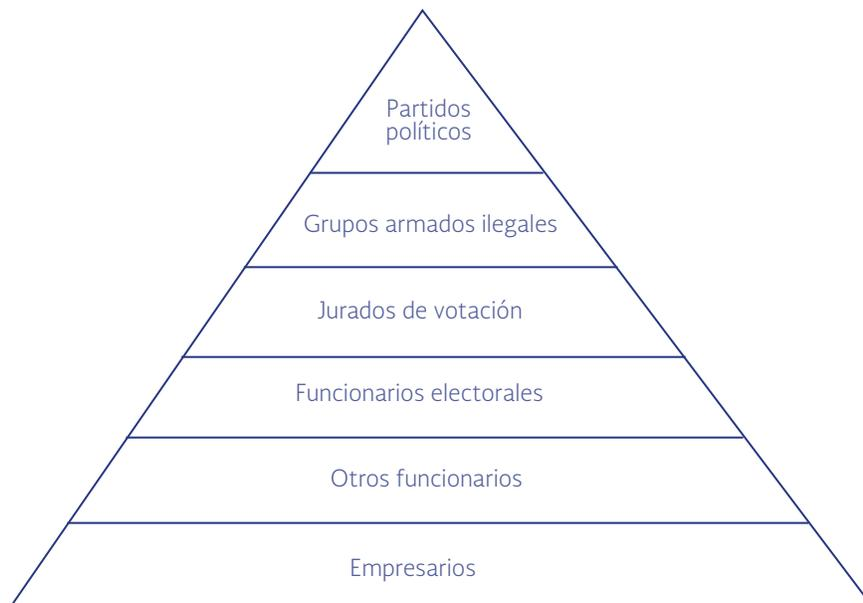 Partidos
políticos
Grupos armados ilegales
Jurados de votación
Funcionarios electorales
Otros funcionarios
Empresarios